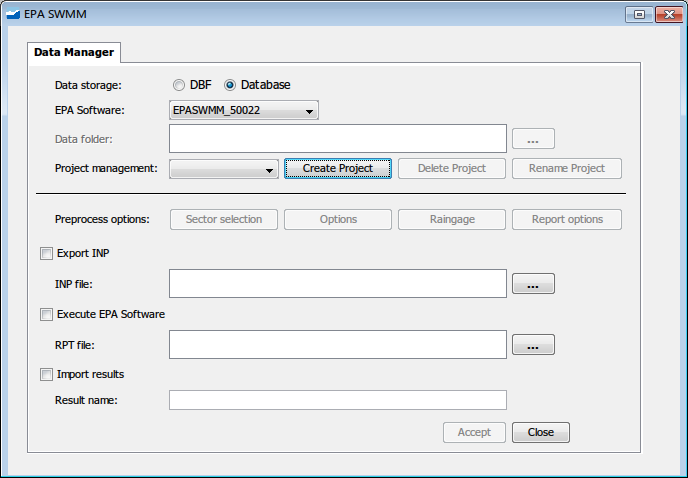 EPA SWMM
Data Manager
Data storage: DBF Database
EPA Software: EPASWMM_50022
Data folder: ...
Project management: Create Project Delete Project Rename Project
Preprocess options: Sector selection Options Raingage Report options
Export INP
INP file: ...
Execute EPA Software
RPT file: ...
Import results
Result name:
Accept Close